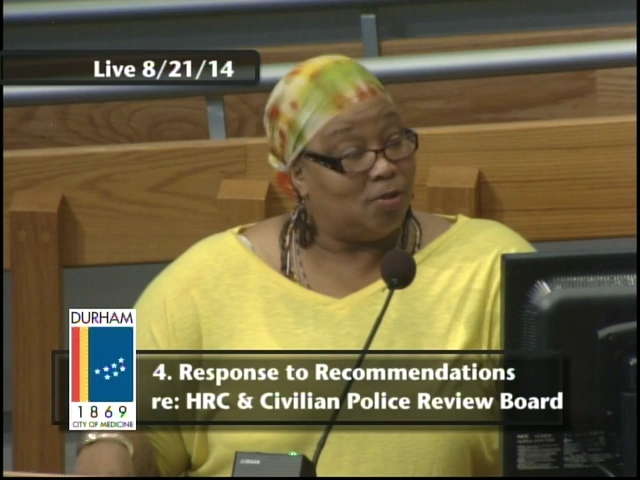 Live 8/21/14
DURHAM
1869
CITY OF MEDICINE
4. Response to Recommendations
re: HRC & Civilian Police Review Board